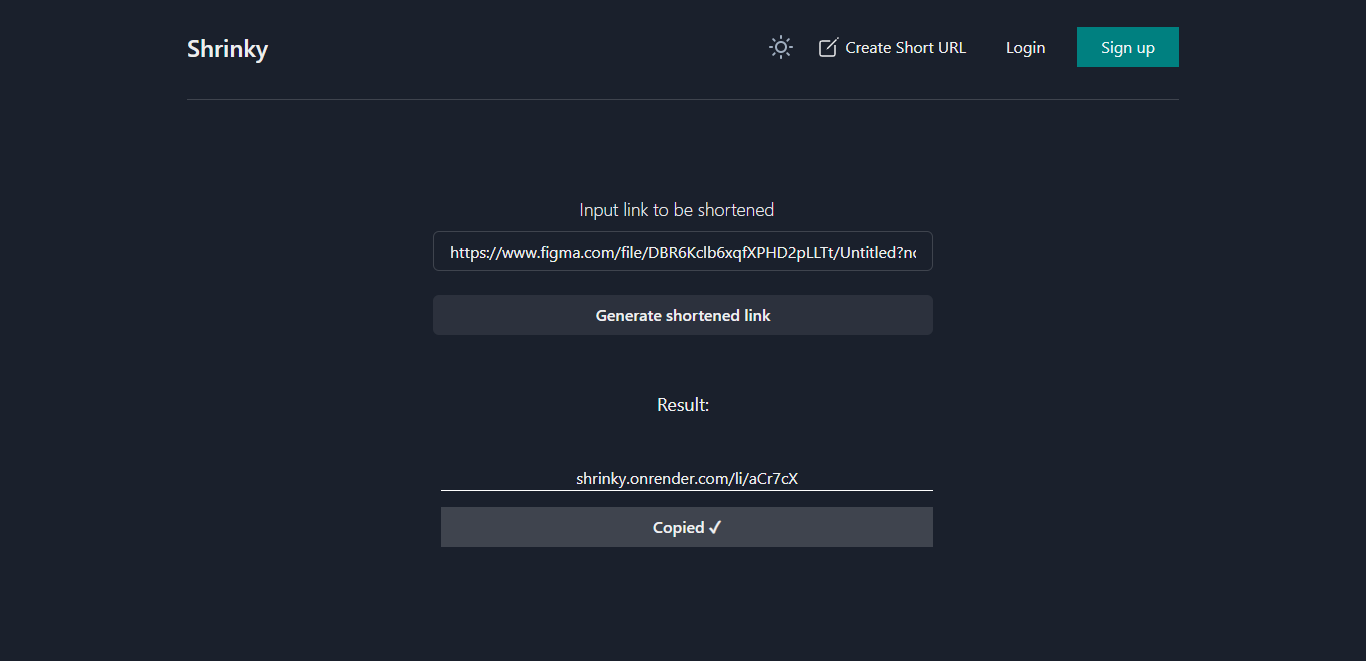 Shrinky
Create Short URL
Login
Sign up
Input link to be shortened
https://www.figma.com/file/DBR6Kclb6xqfXPHD2pLLTt/Untitled?no
Generate shortened link
Result:
shrinky.onrender.com/li/aCr7cX
Copied ✓